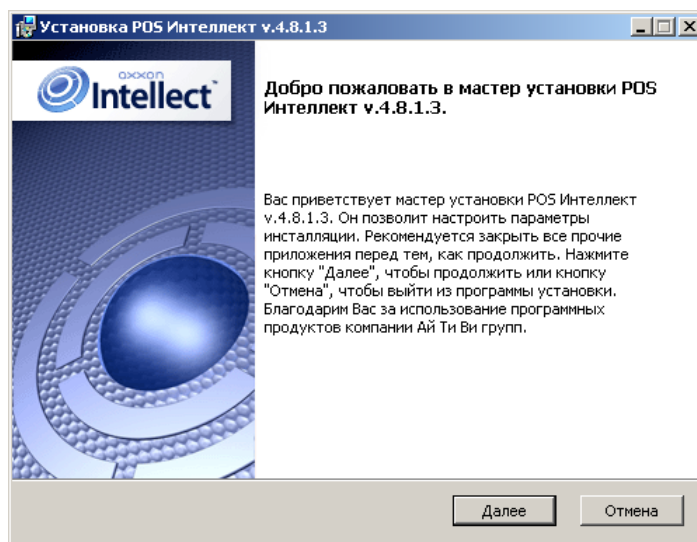 Установка POS Интеллект v.4.8.1.3
axxon
Intellect
Добро пожаловать в мастер установки POS
Интеллект v.4.8.1.3.
Вас приветствует мастер установки POS Интеллект
v.4.8.1.3. Он позволит настроить параметры
инсталляции. Рекомендуется закрыть все прочие
приложения перед тем, как продолжить. Нажмите
кнопку "Далее", чтобы продолжить или кнопку
"Отмена", чтобы выйти из программы установки.
Благодарим Вас за использование программных
продуктов компании Ай Ти Ви групп.
Далее
Отмена